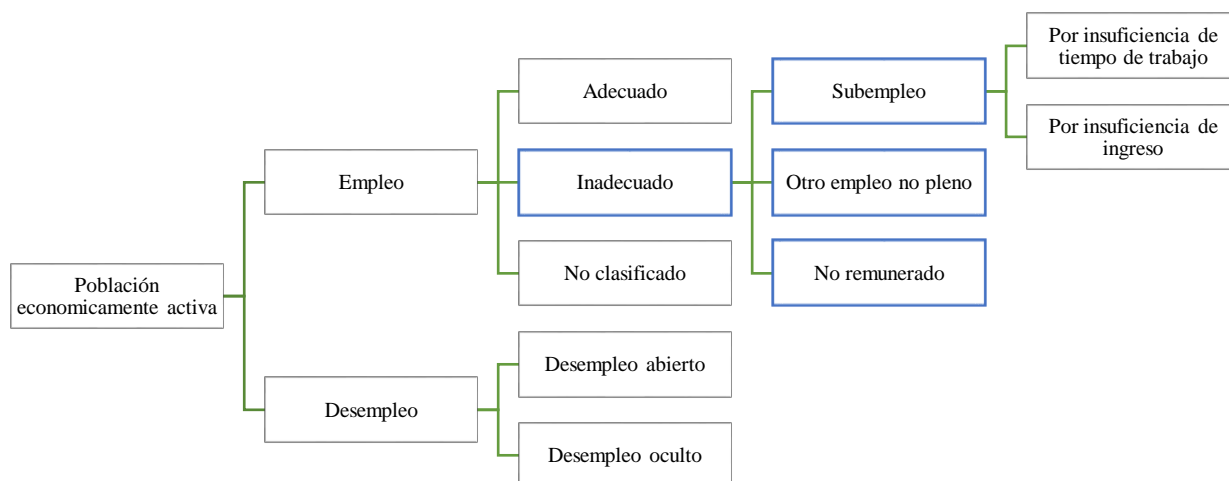 Población
economicamente activa
Empleo
Adecuado
Inadecuado
Subempleo
Por insuficiencia de
tiempo de trabajo
Por insuficiencia de
ingreso
Otro empleo no pleno
No remunerado
No clasificado
Desempleo
Desempleo abierto
Desempleo oculto